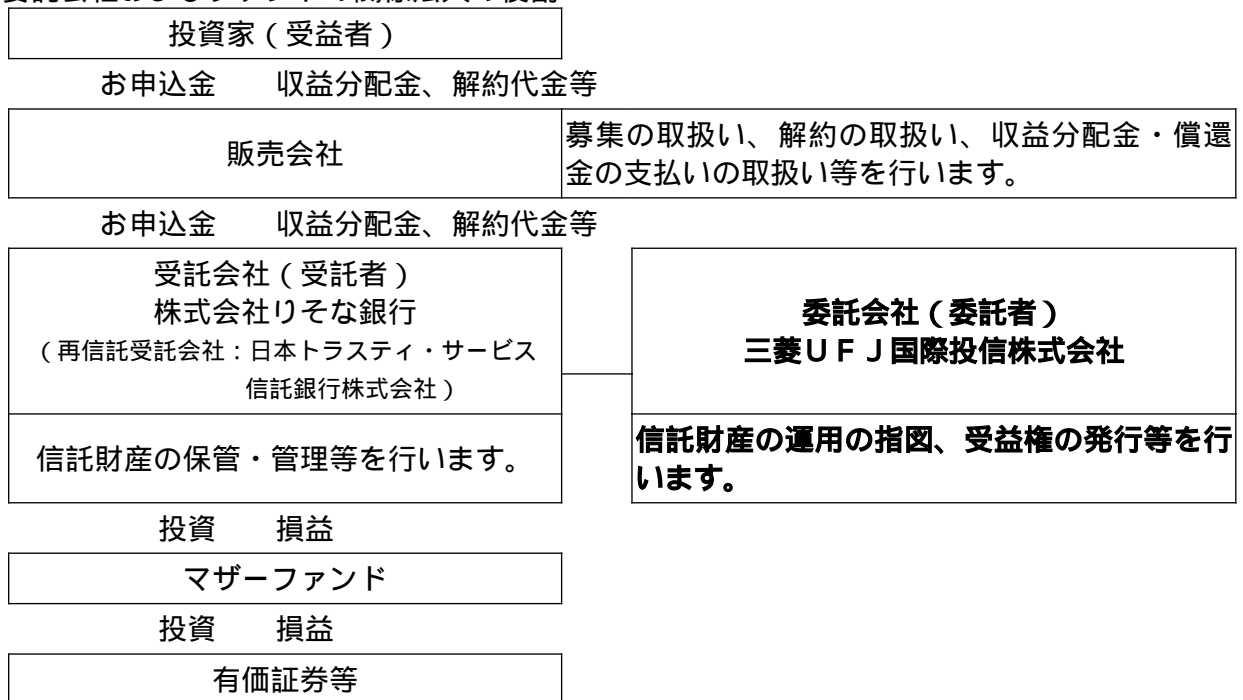 投資家（受益者）
お申込金　収益分配金、解約代金等
販売会社
募集の取扱い、解約の取扱い、収益分配金・償還
金の支払いの取扱い等を行います。
お申込金　収益分配金、解約代金等
受託会社（受託者）
株式会社りそな銀行
（再信託受託会社：日本トラスティ・サービス
信託銀行株式会社）
委託会社（委託者）
三菱ＵＦＪ国際投信株式会社
信託財産の保管・管理等を行います。
信託財産の運用の指図、受益権の発行等を行
います。
投資　損益
マザーファンド
投資　損益
有価証券等